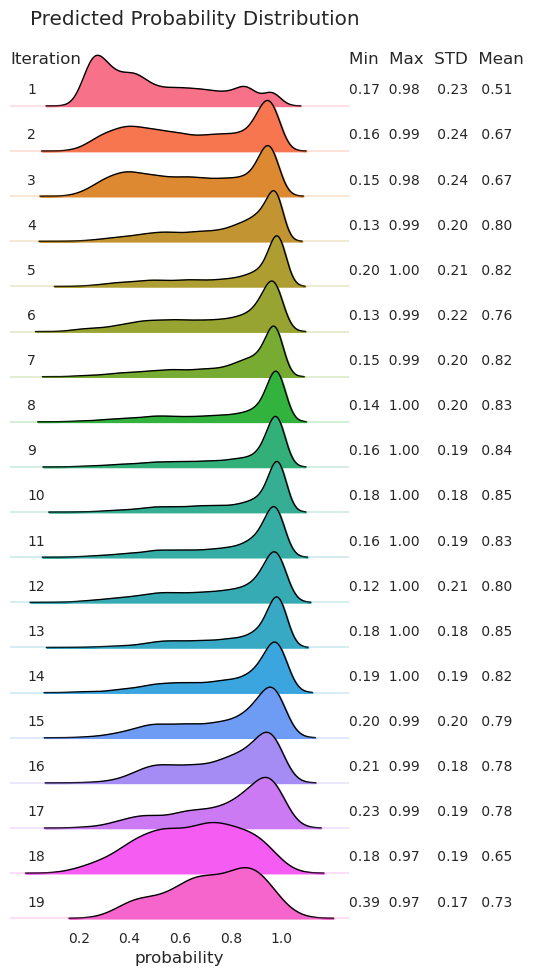 Predicted Probability Distribution
Iteration Min Max STD Mean
1 0.17 0.98 0.23 0.51
2 0.16 0.99 0.24 0.67
3 0.15 0.98 0.24 0.67
4 0.13 0.99 0.20 0.80
5 0.20 1.00 0.21 0.82
6 0.13 0.99 0.22 0.76
7 0.15 0.99 0.20 0.82
8 0.14 1.00 0.20 0.83
9 0.16 1.00 0.19 0.84
10 0.18 1.00 0.18 0.85
11 0.16 1.00 0.19 0.83
12 0.12 1.00 0.21 0.80
13 0.18 1.00 0.18 0.85
14 0.19 1.00 0.19 0.82
15 0.20 0.99 0.20 0.79
16 0.21 0.99 0.18 0.78
17 0.23 0.99 0.19 0.78
18 0.18 0.97 0.19 0.65
19 0.39 0.97 0.17 0.73
0.2 0.4 0.6 0.8 1.0
probability